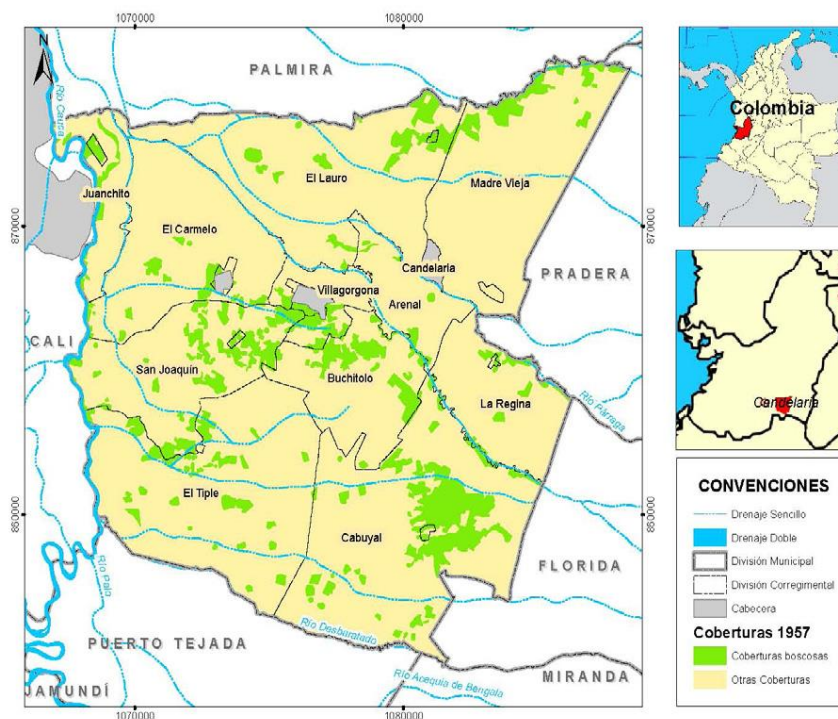 1070000
1080000
N
PALMIRA
Río Cauca
Juanchito
El Lauro
Madre Vieja
870000
870000
El Carmelo
Candelaria
PRADERA
Villagorgona
Arenal
CALI
San Joaquín
Buchitolo
La Regina
Río Párraga
El Tiple
860000
860000
Cabuyal
FLORIDA
Río Palo
Río Desbaratado
PUERTO TEJADA
JAMUNDÍ
Río Acequia de Bengala
MIRANDA
1070000
1080000
Colombia
Candelaria
CONVENCIONES
Drenaje Sencillo
Drenaje Doble
División Municipal
División Corregimental
Cabecera
Coberturas 1957
Coberturas boscosas
Otras Coberturas